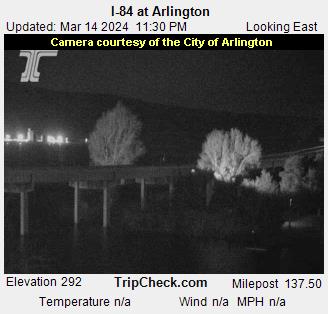 I-84 at Arlington
Updated: Mar 14 2024 11:30 PM Looking East
Camera courtesy of the City of Arlington
Elevation 292 TripCheck.com Milepost 137.50
Temperature n/a Wind n/a MPH n/a